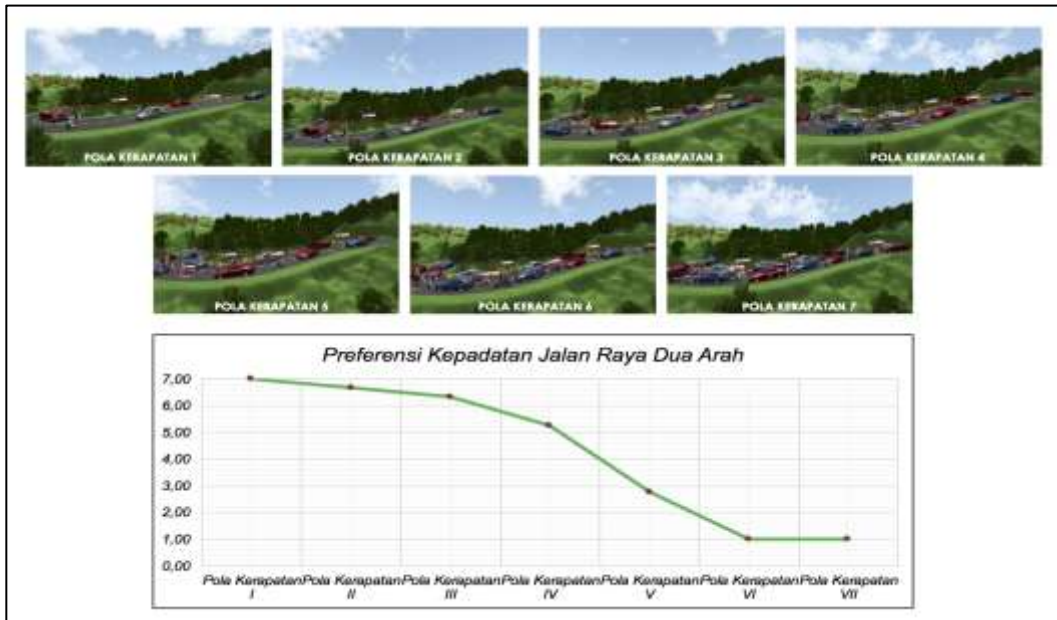 POLA KERAPATAN 1
POLA KERAPATAN 2
POLA KERAPATAN 3
POLA KERAPATAN 4
POLA KERAPATAN 5
POLA KERAPATAN 6
POLA KERAPATAN 7
Preferensi Kepadatan Jalan Raya Dua Arah
7,00
6,00
5,00
4,00
3,00
2,00
1,00
0,00
Pola Kerapatan I
Pola Kerapatan II
Pola Kerapatan III
Pola Kerapatan IV
Pola Kerapatan V
Pola Kerapatan VI
Pola Kerapatan VII